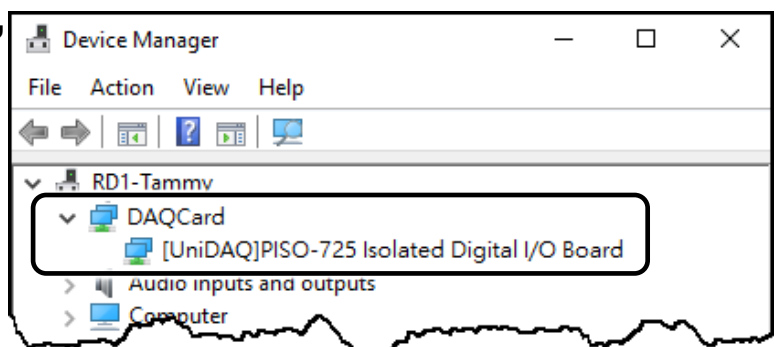 Device Manager
File Action View Help
RD1-Tammy
DAQCard
[UniDAQ]PISO-725 Isolated Digital I/O Board
Audio inputs and outputs
Computer